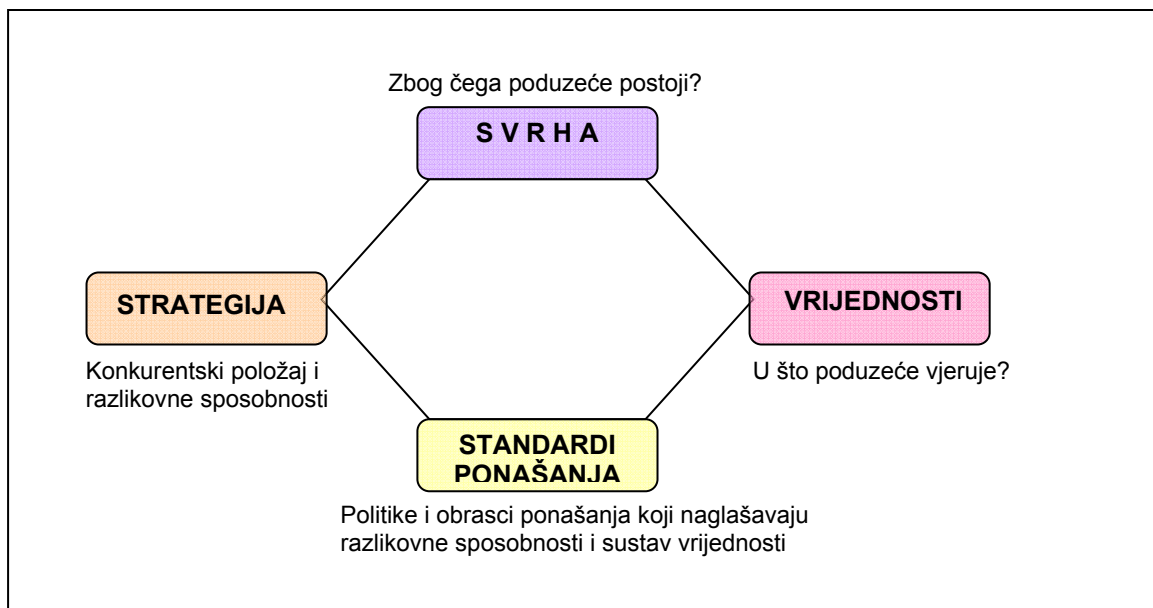 Zbog čega poduzeće postoji?
S V R H A
STRATEGIJA
Konkurentski položaj i
razlikovne sposobnosti
VRIJEDNOSTI
U što poduzeće vjeruje?
STANDARDI
PONAŠANJA
Politike i obrasci ponašanja koji naglašavaju
razlikovne sposobnosti i sustav vrijednosti